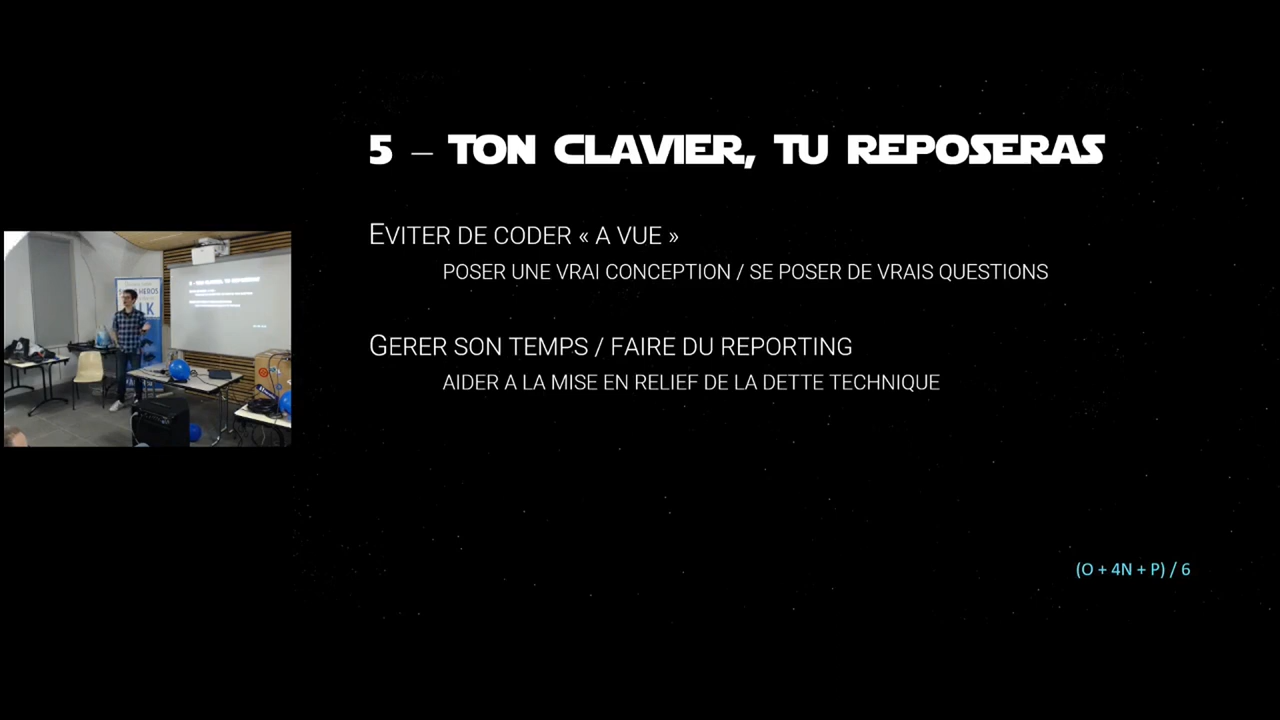 5 – TON CLAVIER, TU REPOSERAS
EVITER DE CODER « A VUE »
POSER UNE VRAI CONCEPTION / SE POSER DE VRAIS QUESTIONS
GERER SON TEMPS / FAIRE DU REPORTING
AIDER A LA MISE EN RELIEF DE LA DETTE TECHNIQUE
(O + 4N + P) / 6